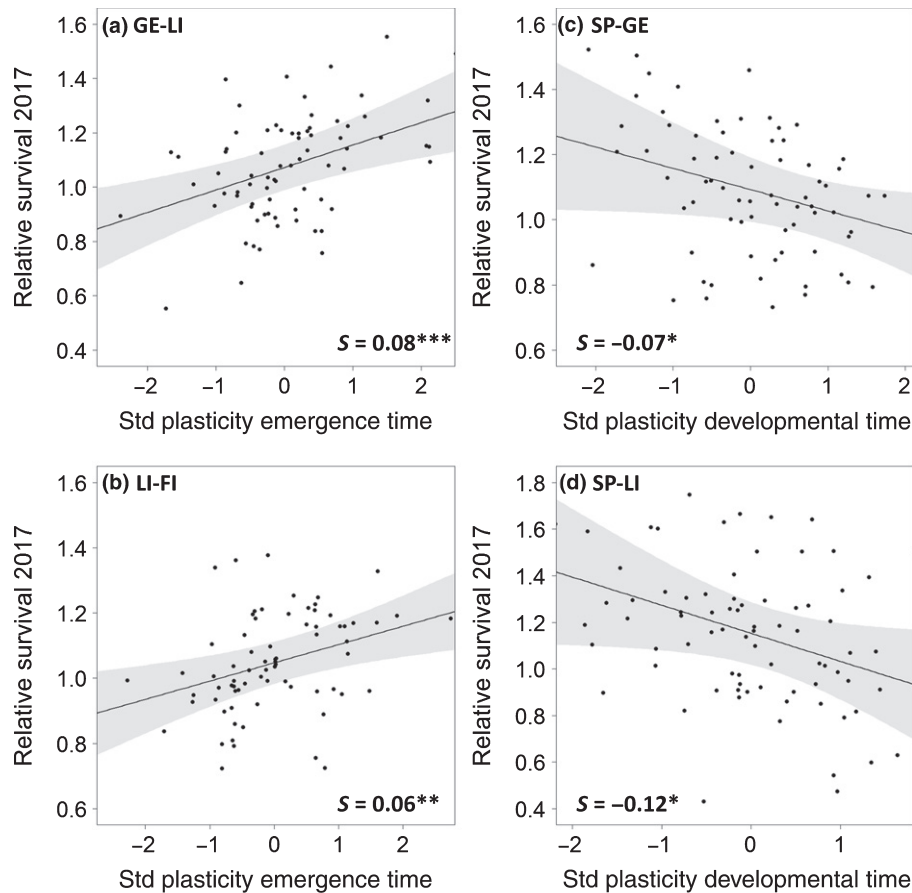 (a) GE-LI
Relative survival 2017
1.6
1.4
1.2
1.0
0.8
0.6
0.4
S = 0.08***
−2 −1 0 1 2
Std plasticity emergence time
(c) SP-GE
Relative survival 2017
1.6
1.4
1.2
1.0
0.8
0.6
S = −0.07*
−2 −1 0 1 2
Std plasticity developmental time
(b) LI-FI
Relative survival 2017
1.6
1.4
1.2
1.0
0.8
0.6
S = 0.06**
−2 −1 0 1 2
Std plasticity emergence time
(d) SP-LI
Relative survival 2017
1.8
1.6
1.4
1.2
1.0
0.8
0.6
0.4
S = −0.12*
−2 −1 0 1
Std plasticity developmental time